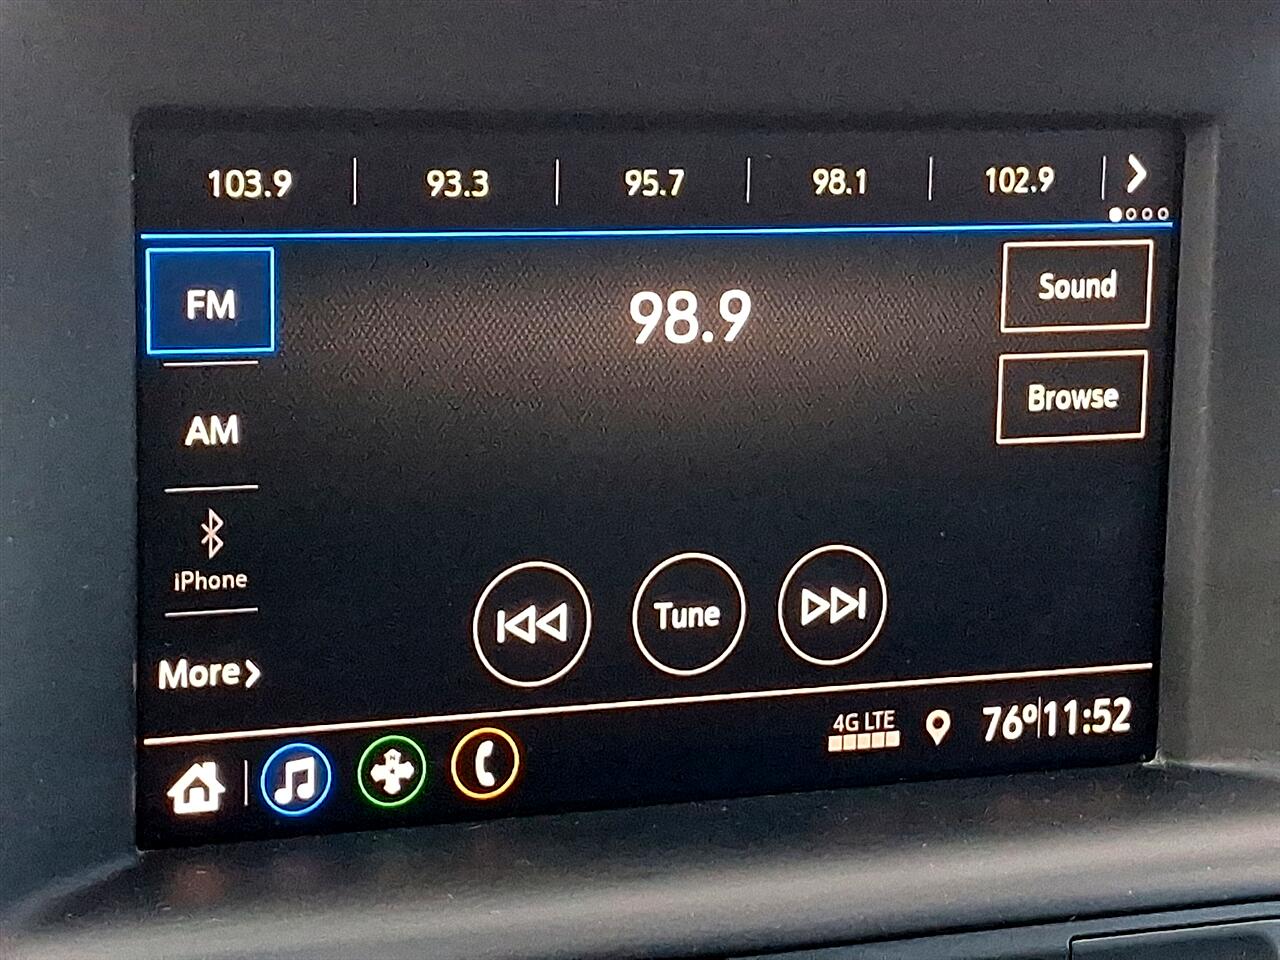 103.9 93.3 95.7 98.1 102.9
FM
98.9
Sound
Browse
AM
iPhone
Tune
More
4G LTE
76º 11:52